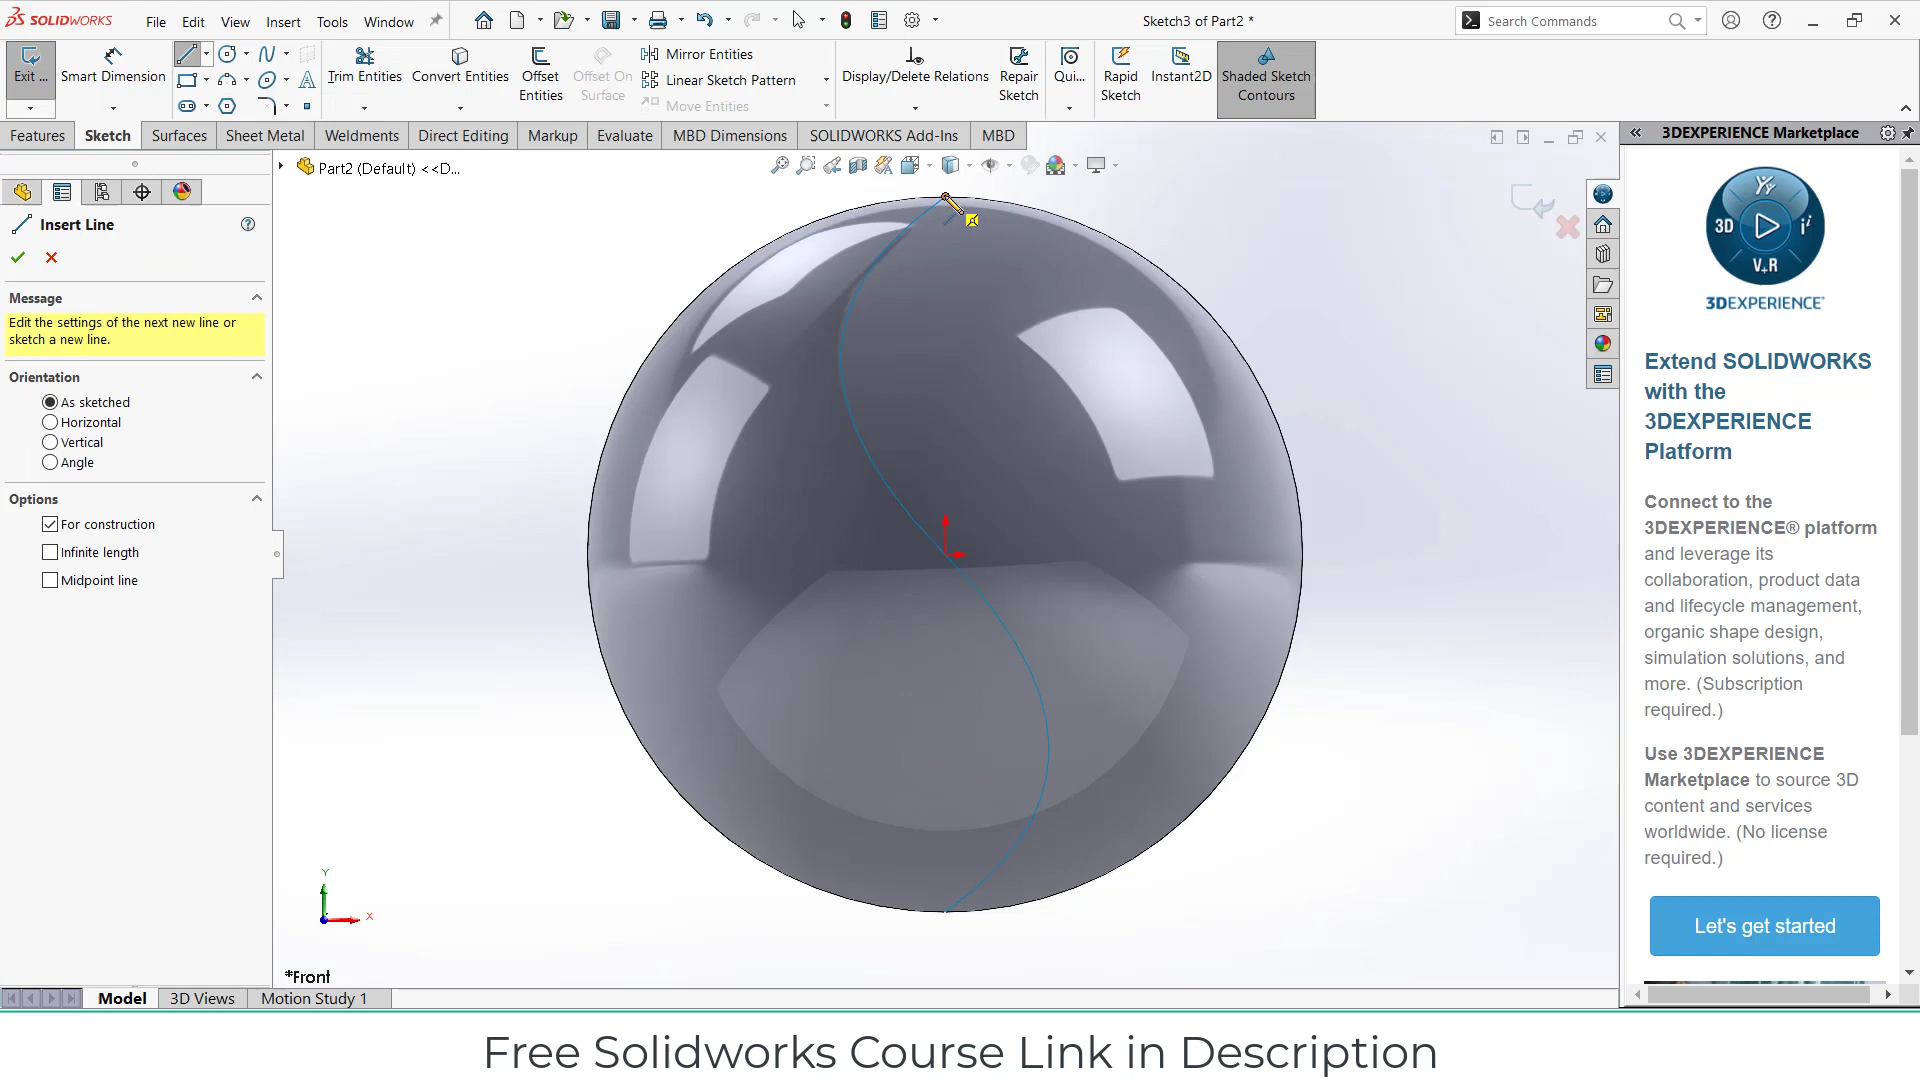 SOLIDWORKS
File Edit View Insert Tools Window
Sketch3 of Part2 *
Search Commands
Exit ...
Smart Dimension
Trim Entities
Convert Entities
Offset Entities
Offset On Surface
Mirror Entities
Linear Sketch Pattern
Move Entities
Display/Delete Relations
Repair Sketch
Qui...
Rapid Sketch
Instant2D
Shaded Sketch Contours
Features Sketch Surfaces Sheet Metal Weldments Direct Editing Markup Evaluate MBD Dimensions SOLIDWORKS Add-Ins MBD
3DEXPERIENCE Marketplace
Part2 (Default) <<D...
Insert Line
Message
Edit the settings of the next new line or
sketch a new line.
Orientation
As sketched
Horizontal
Vertical
Angle
Options
For construction
Infinite length
Midpoint line
Y
X
*Front
3D
V+R
3DEXPERIENCE
Extend SOLIDWORKS
with the
3DEXPERIENCE
Platform
Connect to the
3DEXPERIENCE® platform
and leverage its
collaboration, product data
and lifecycle management,
organic shape design,
simulation solutions, and
more. (Subscription
required.)
Use 3DEXPERIENCE
Marketplace to source 3D
content and services
worldwide. (No license
required.)
Let's get started
Model 3D Views Motion Study 1
Free Solidworks Course Link in Description